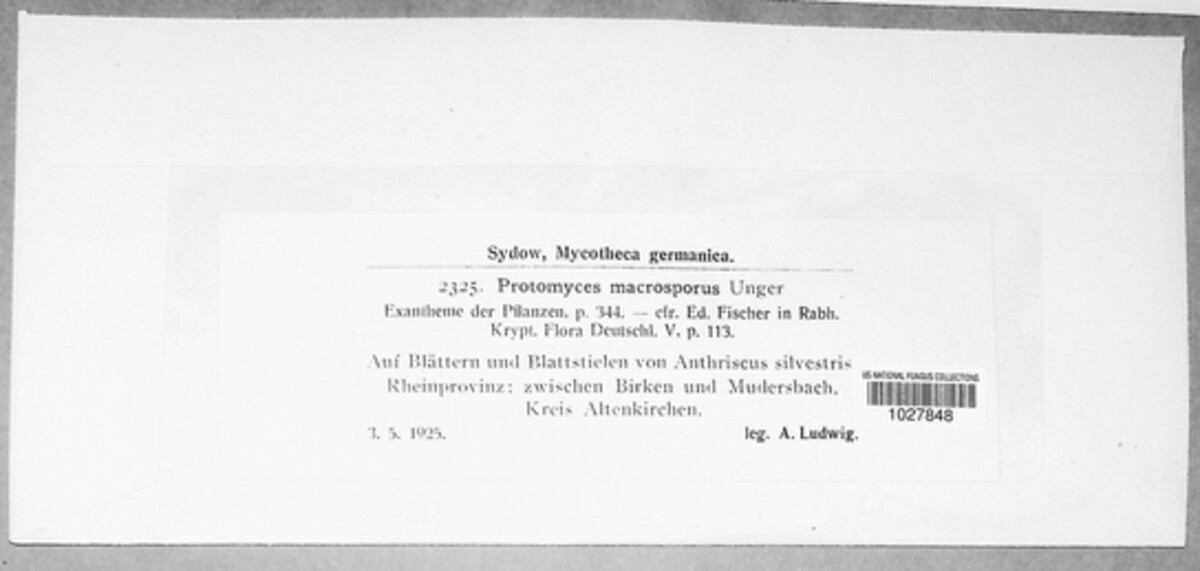 Sydow, Mycotheca germanica.
2325. Protomyces macrosporus Unger
Exantheme der Pflanzen, p. 344. — cfr. Ed. Fischer in Rabh.
Krypt. Flora Deutschl. V, p. 113.
Auf Blättern und Blattstielen von Anthriscus silvestris
Rheinprovinz: zwischen Birken und Mudersbach,
Kreis Altenkirchen.
3. 5. 1925. leg. A. Ludwig.
US NATIONAL FUNGUS COLLECTIONS
1027848